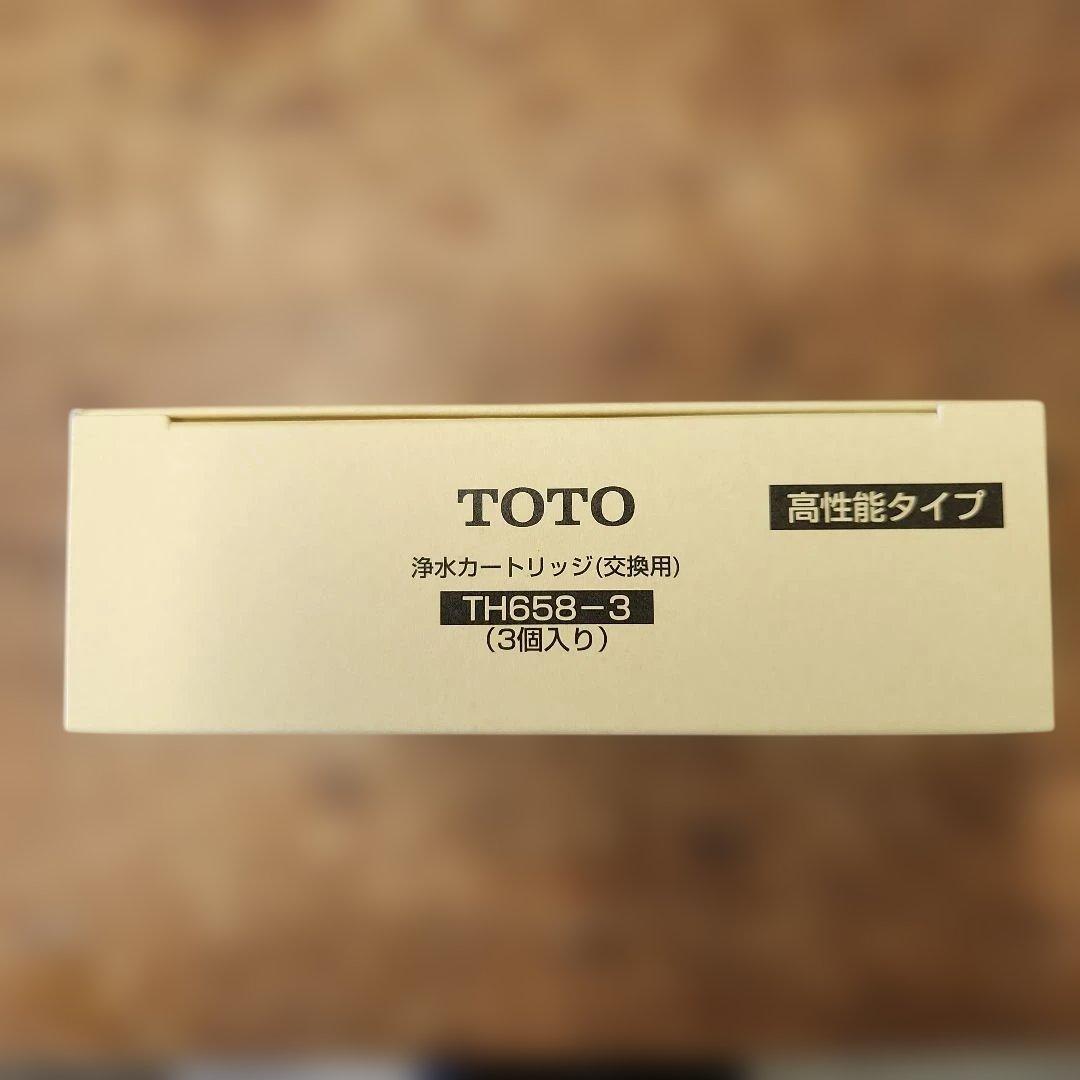 TOTO
高性能タイプ
浄水カートリッジ(交換用)
TH658−3
(3個入り)